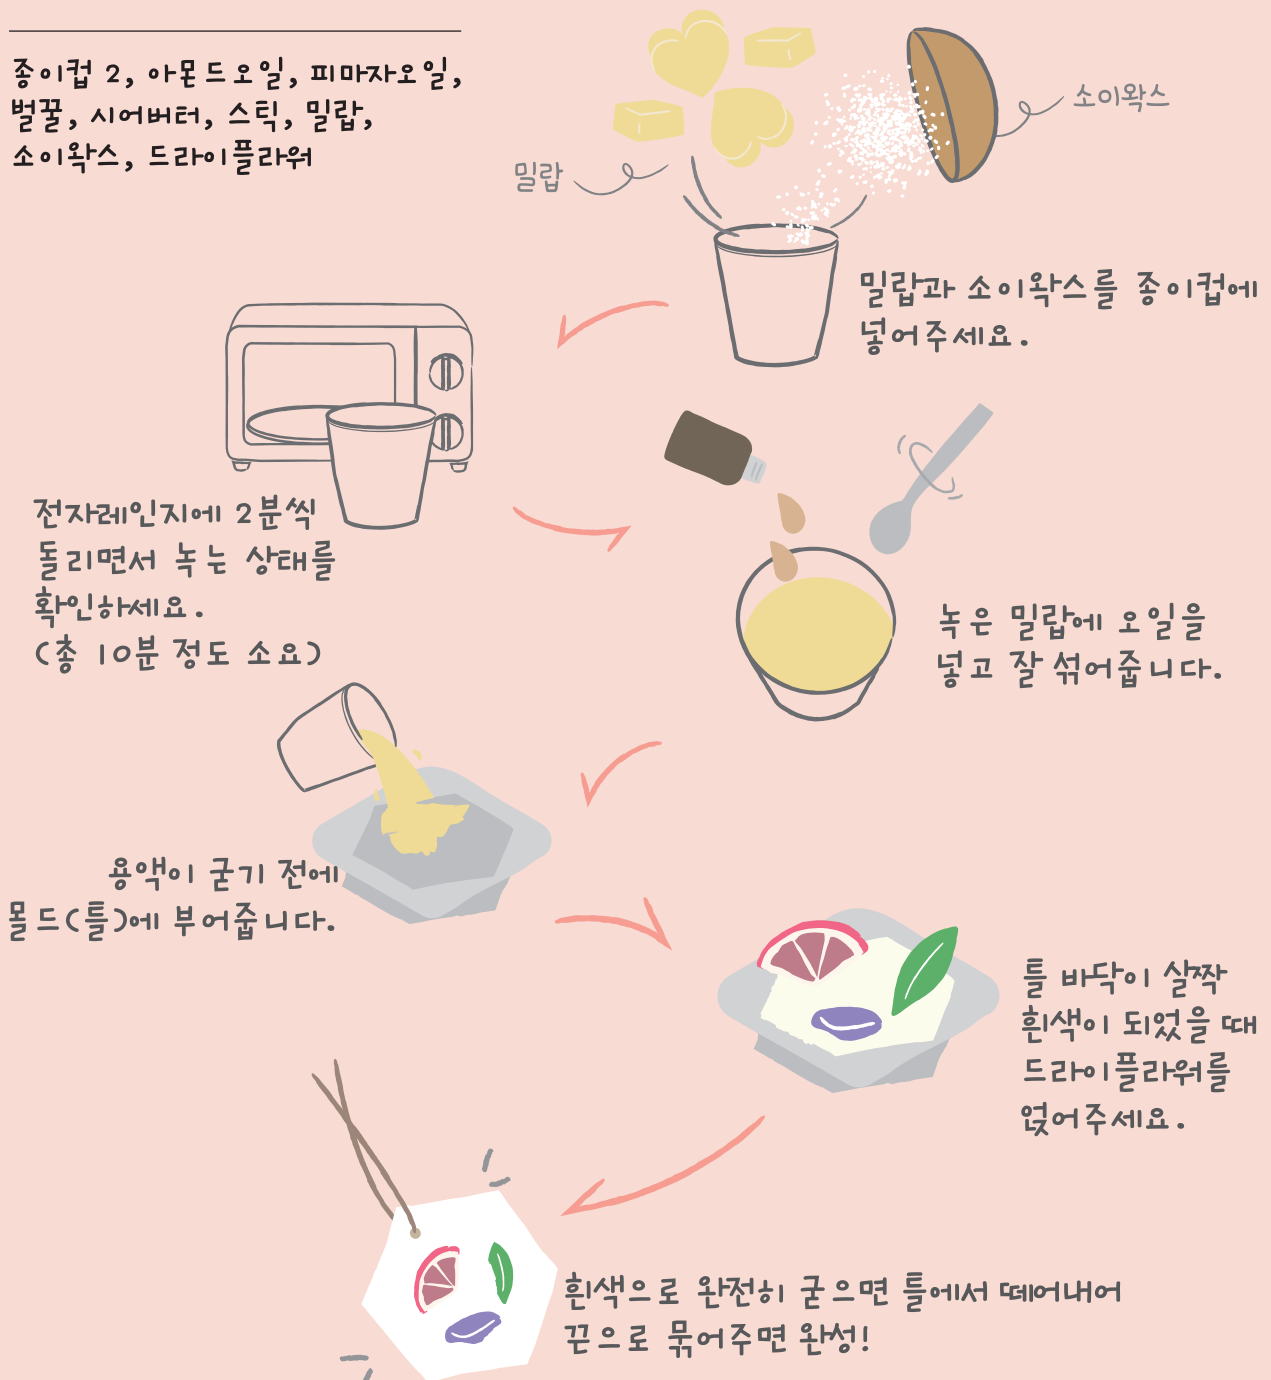 종이컵 2, 아몬드오일, 피마자오일,
벌꿀, 시어버터, 스틱, 밀랍,
소이왁스, 드라이플라워
소이왁스
밀랍
밀랍과 소이왁스를 종이컵에
넣어주세요.
전자레인지에 2분씩
돌리면서 녹는 상태를
확인하세요.
(총 10분 정도 소요)
녹은 밀랍에 오일을
넣고 잘 섞어줍니다.
용액이 굳기 전에
몰드(틀)에 부어줍니다.
틀 바닥이 살짝
흰색이 되었을 때
드라이플라워를
얹어주세요.
흰색으로 완전히 굳으면 틀에서 떼어내어
끈으로 묶어주면 완성!